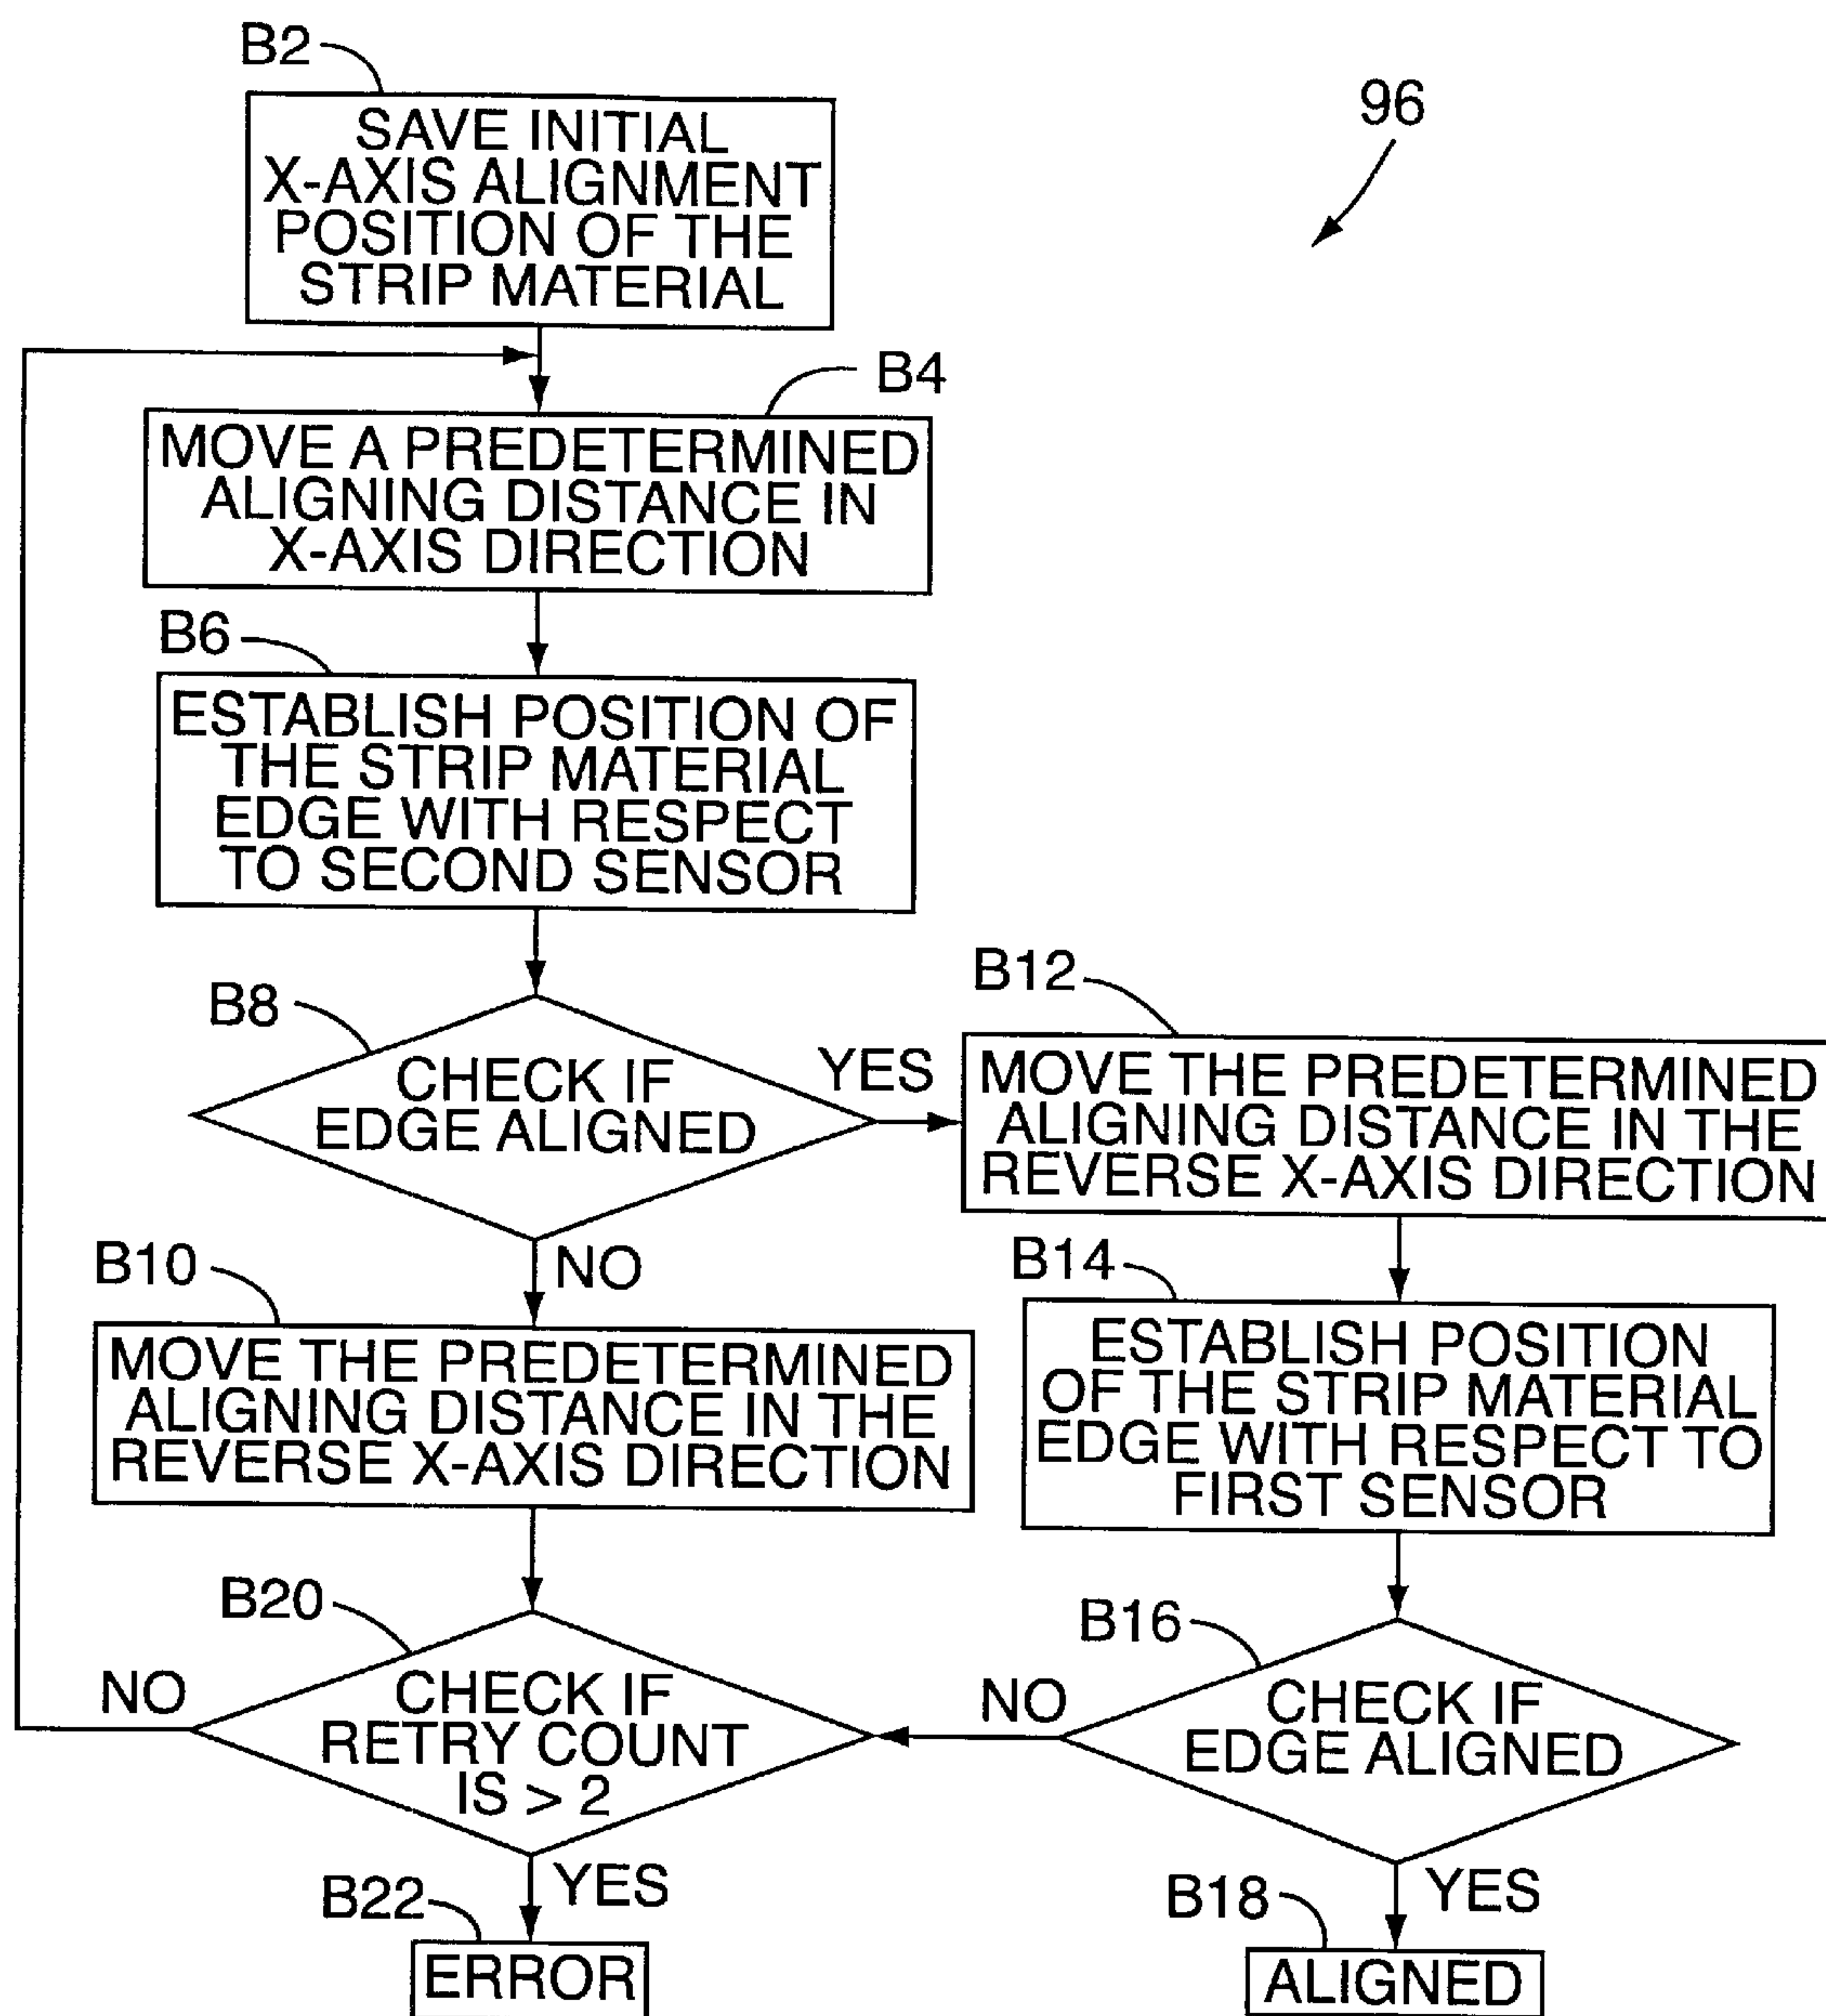 B2
SAVE INITIAL
X-AXIS ALIGNMENT
POSITION OF THE
STRIP MATERIAL
96
B4
MOVE A PREDETERMINED
ALIGNING DISTANCE IN
X-AXIS DIRECTION
B6
ESTABLISH POSITION OF
THE STRIP MATERIAL
EDGE WITH RESPECT
TO SECOND SENSOR
B8
CHECK IF
EDGE ALIGNED
YES
B12
MOVE THE PREDETERMINED
ALIGNING DISTANCE IN THE
REVERSE X-AXIS DIRECTION
NO
B10
MOVE THE PREDETERMINED
ALIGNING DISTANCE IN THE
REVERSE X-AXIS DIRECTION
B14
ESTABLISH POSITION
OF THE STRIP MATERIAL
EDGE WITH RESPECT TO
FIRST SENSOR
B20
NO
CHECK IF
RETRY COUNT
IS > 2
B16
NO
CHECK IF
EDGE ALIGNED
YES
B22
ERROR
YES
B18
ALIGNED